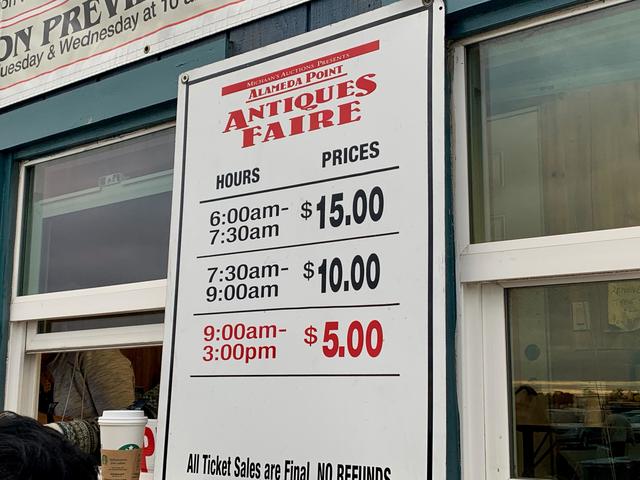 ON PREV
uesday & Wednesday at 10 a
MICHAAN'S AUCTIONS PRESENTS
ALAMEDA POINT
ANTIQUES
FAIRE
HOURS PRICES
6:00am-
7:30am $15.00
7:30am-
9:00am $10.00
9:00am-
3:00pm $5.00
All Ticket Sales are Final NO REFUNDS